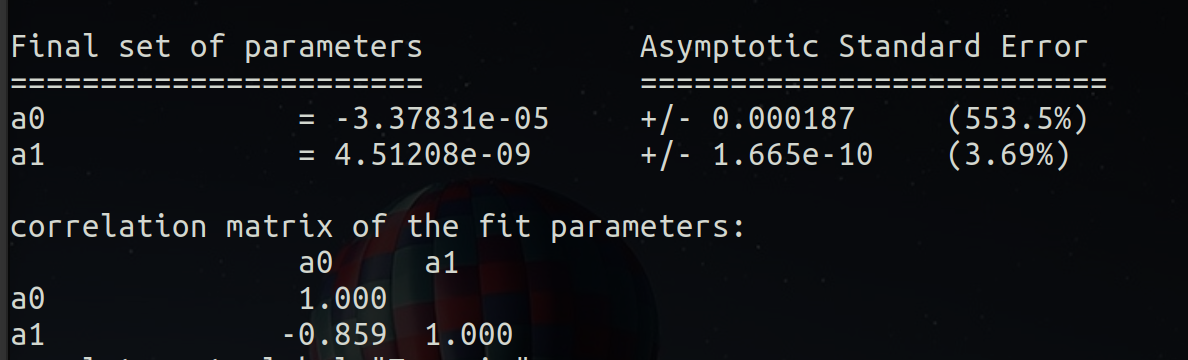 Final set of parameters Asymptotic Standard Error
======================= ==========================
a0 = -3.37831e-05 +/- 0.000187 (553.5%)
a1 = 4.51208e-09 +/- 1.665e-10 (3.69%)
correlation matrix of the fit parameters:
a0 a1
a0 1.000
a1 -0.859 1.000